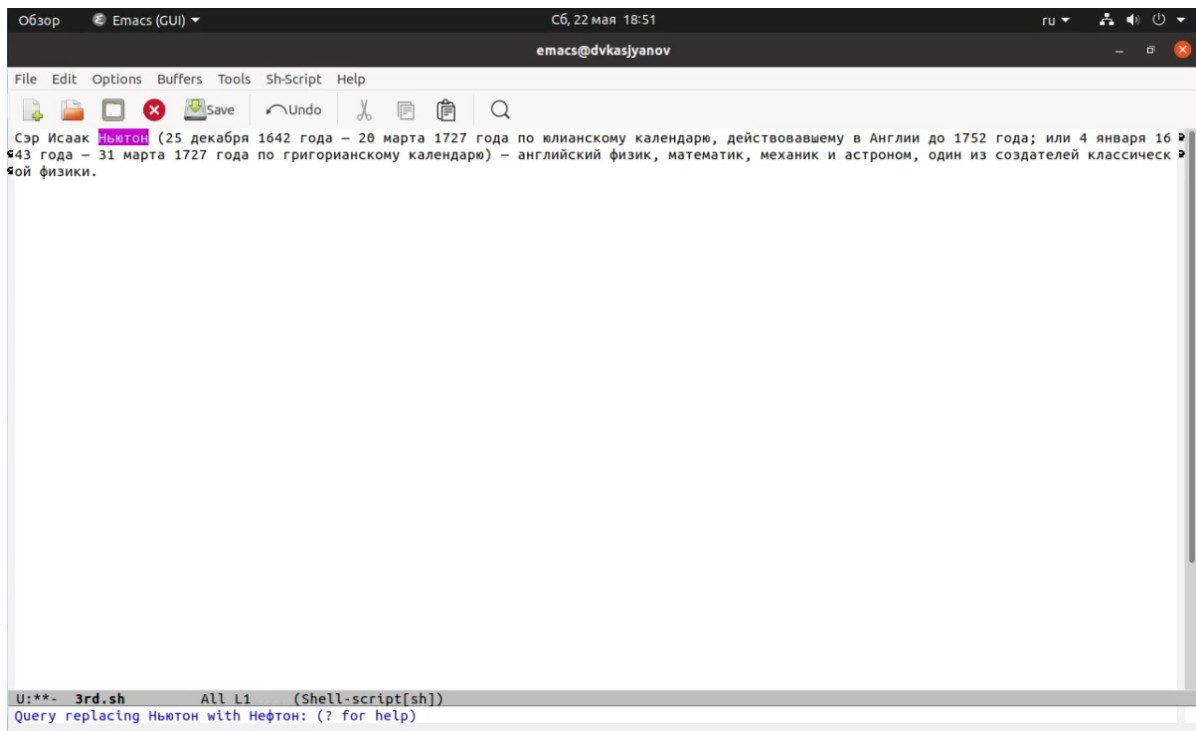 Обзор Emacs (GUI) Сб, 22 мая 18:51 ru
emacs@dvkasjyanov
File Edit Options Buffers Tools Sh-Script Help
Save Undo
Сэр Исаак Ньютон (25 декабря 1642 года – 20 марта 1727 года по юлианскому календарю, действовавшему в Англии до 1752 года; или 4 января 16
43 года – 31 марта 1727 года по григорианскому календарю) – английский физик, математик, механик и астроном, один из создателей классическ
ой физики.
U:**- 3rd.sh All L1 (Shell-script[sh])
Query replacing Ньютон with Нефтон: (? for help)